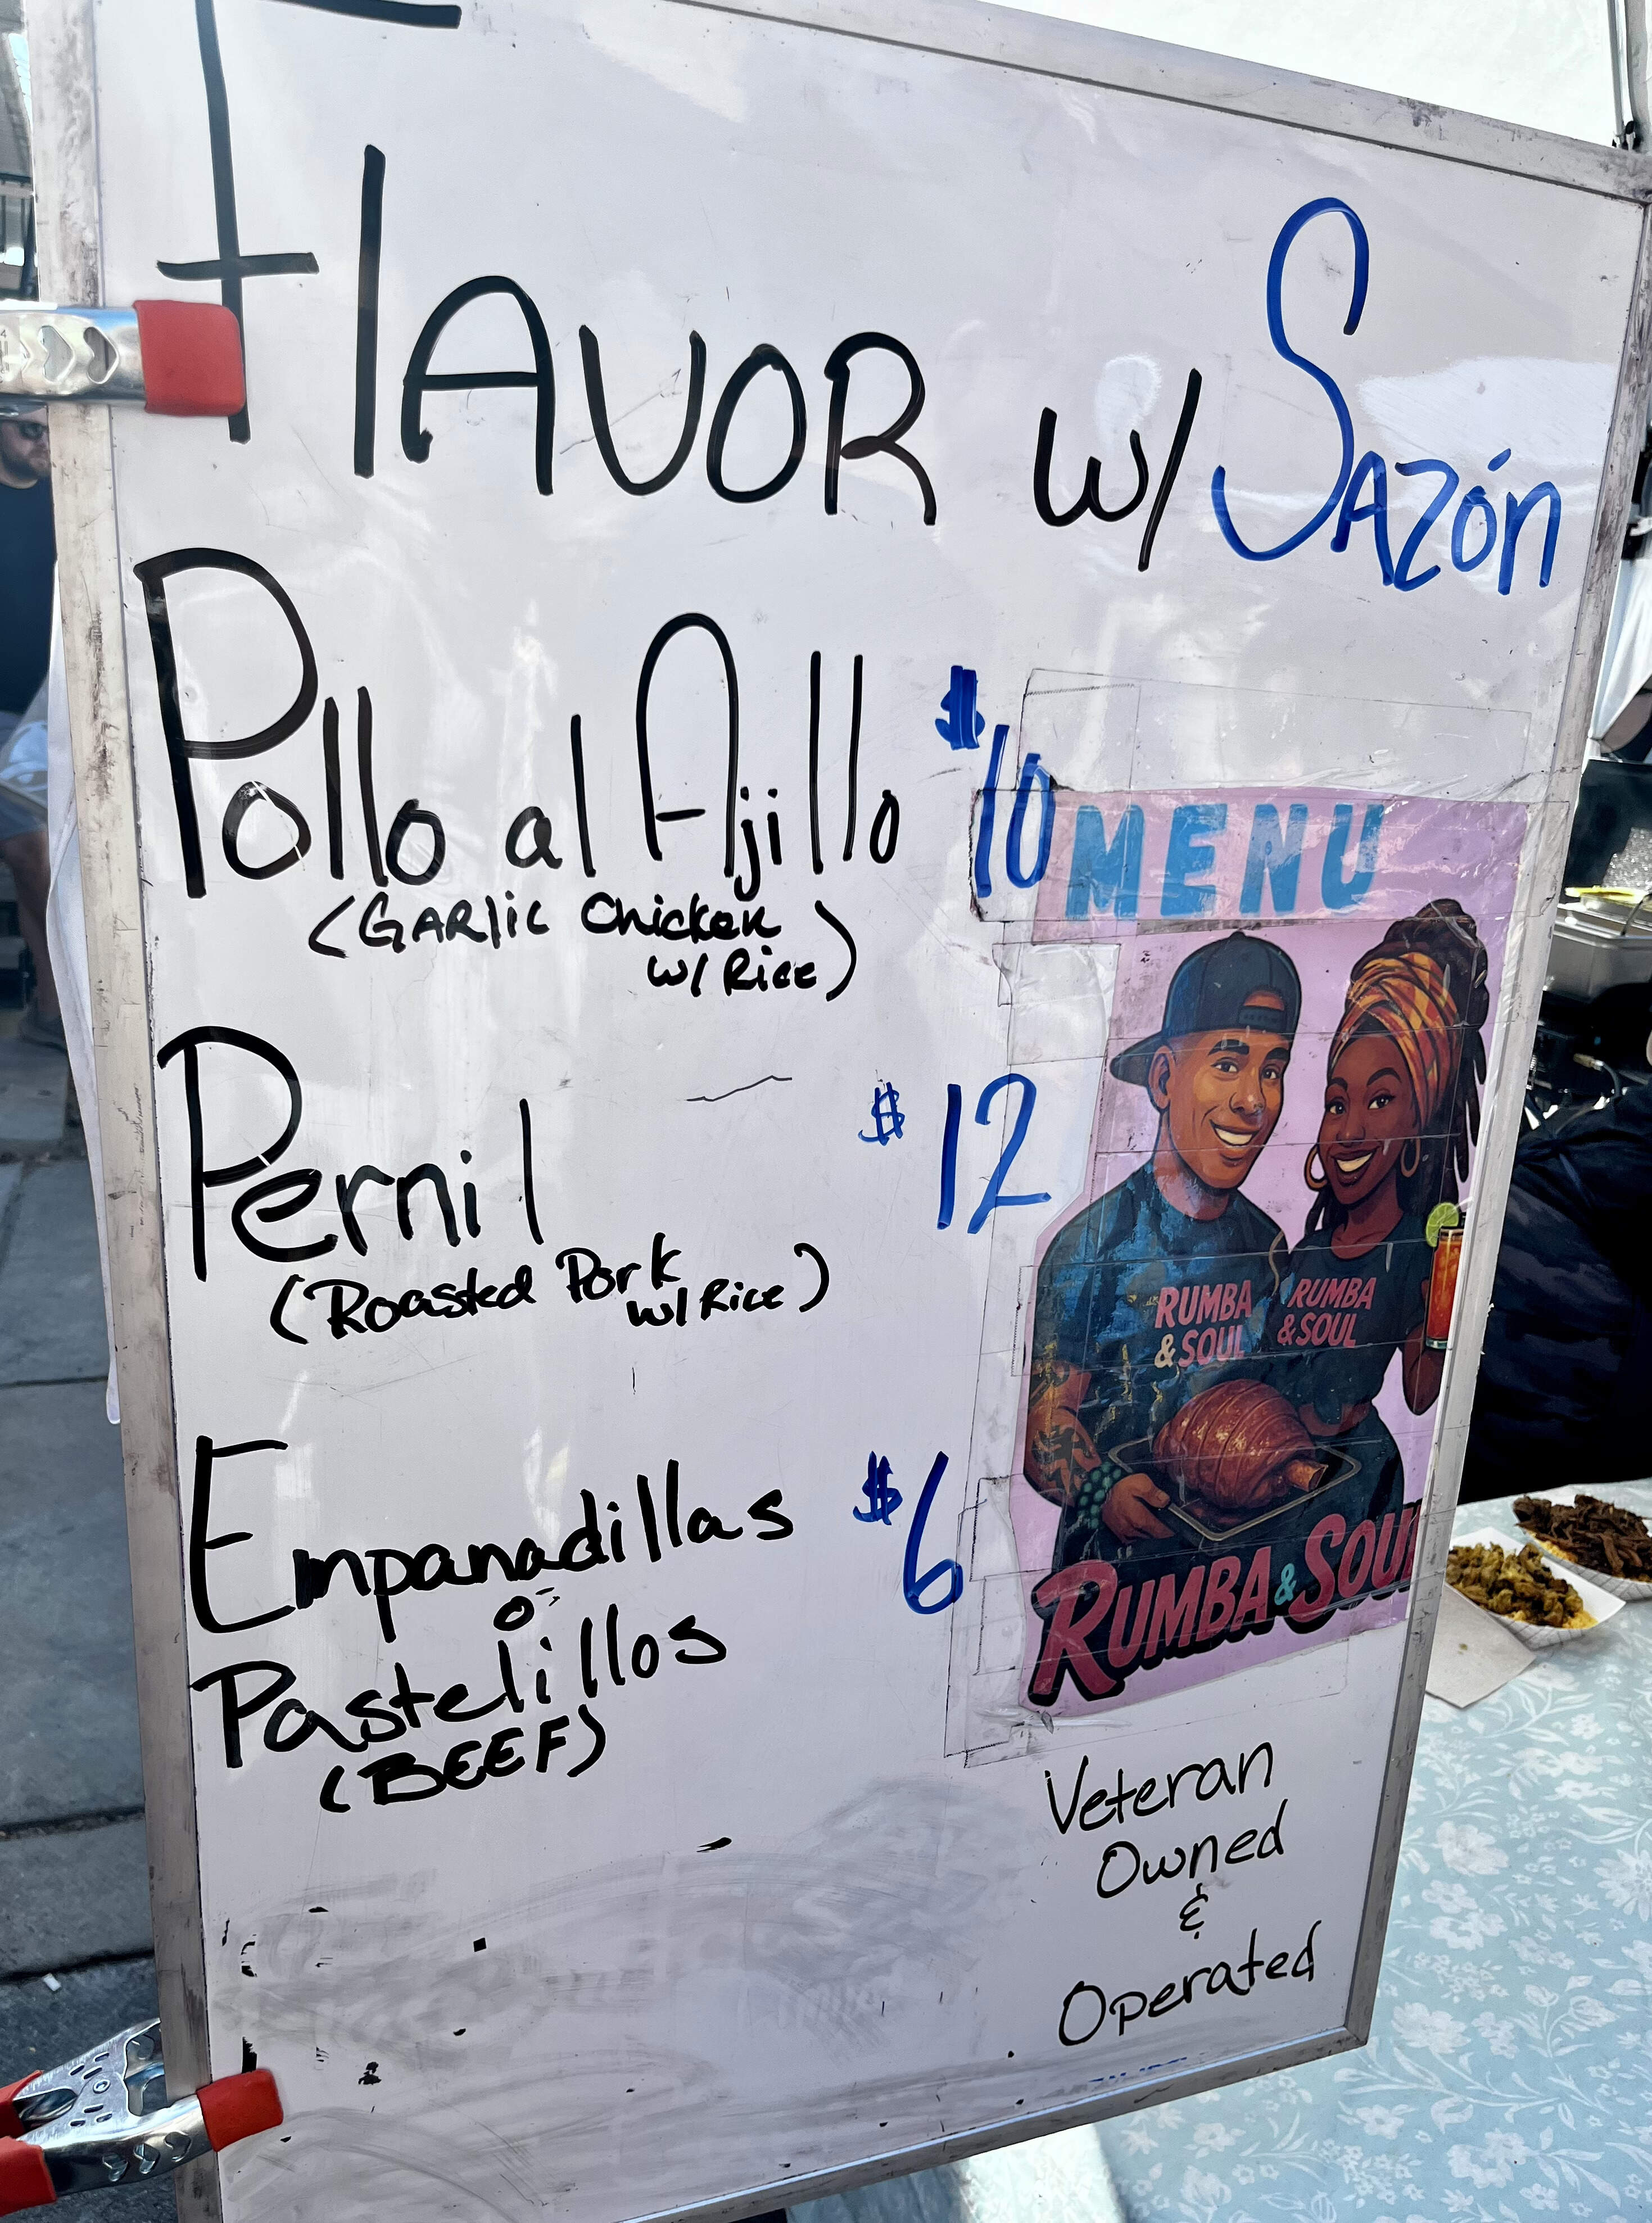 FlAVOR w/ SAZón
Pollo al Ajillo $10
(GARlic Chicken
w/ Rice)
Pernil $12
(Roasted Pork
w/ Rice)
Empanadillas $6
o
Pastelillos
(BEEF)
MENU
RUMBA
& SOUL
RUMBA
& SOUL
RUMBA & SOUL
Veteran
Owned
&
Operated